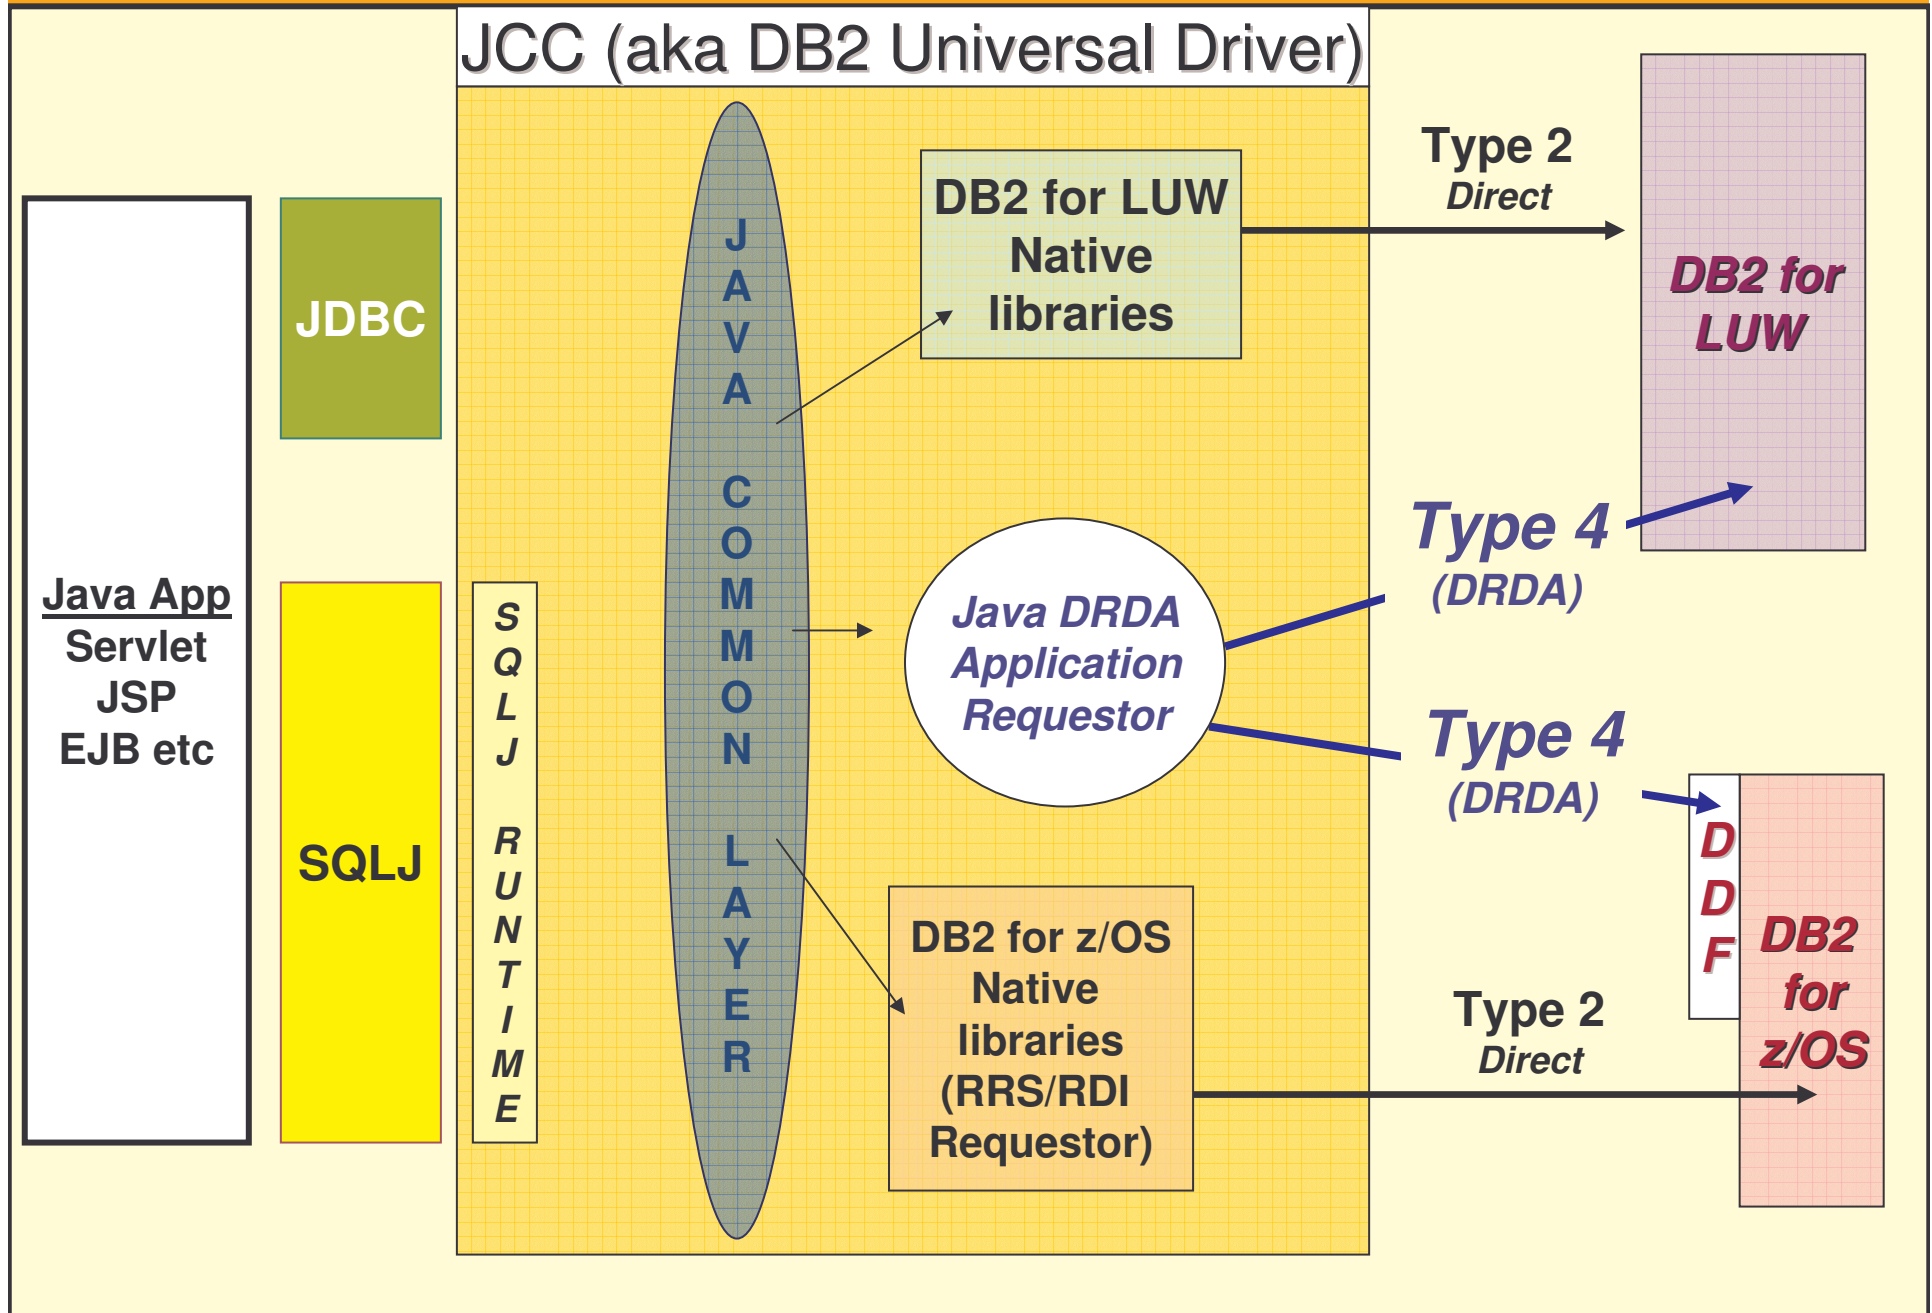 JCC (aka DB2 Universal Driver)
Java App
Servlet
JSP
EJB etc
JDBC
SQLJ
SQLJ RUNTIME
JAVA COMMON LAYER
DB2 for LUW
Native
libraries
Java DRDA
Application
Requestor
DB2 for z/OS
Native
libraries
(RRS/RDI
Requestor)
Type 2
Direct
Type 4
(DRDA)
Type 4
(DRDA)
Type 2
Direct
DB2 for
LUW
DDF
DB2
for
z/OS